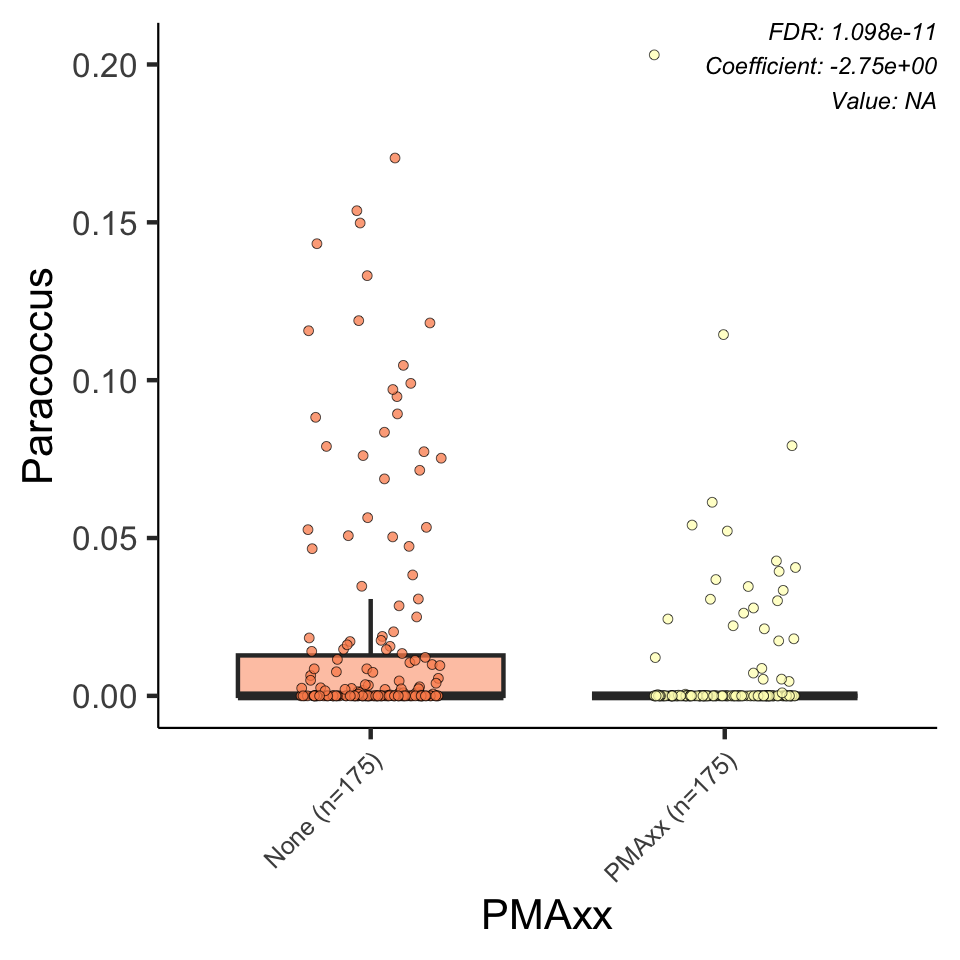 FDR: 1.098e-11
Coefficient: -2.75e+00
Value: NA
Paracoccus
0.20
0.15
0.10
0.05
0.00
None (n=175)
PMAxx (n=175)
PMAxx